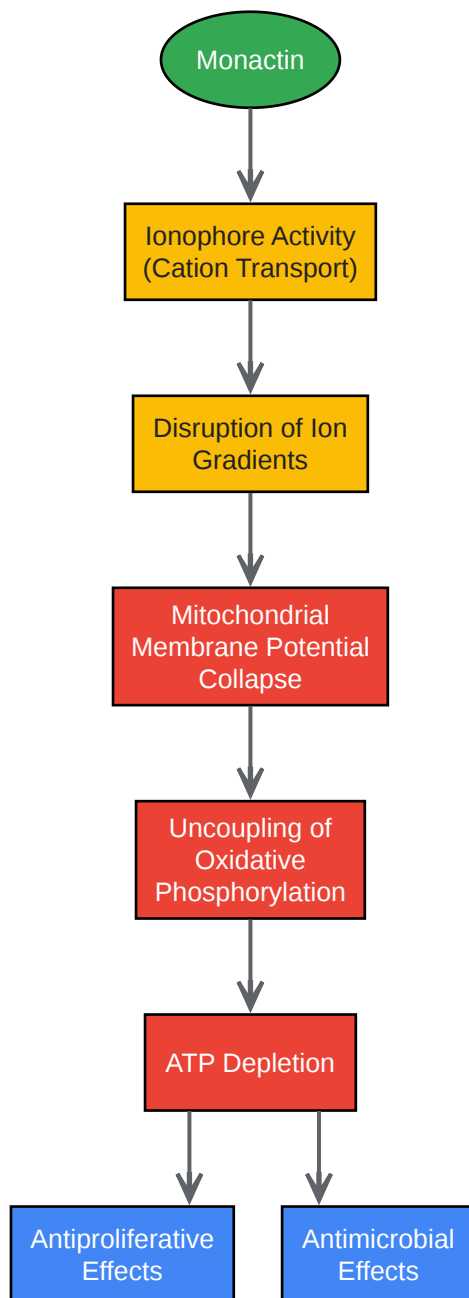 Monactin
Ionophore Activity
(Cation Transport)
Disruption of Ion
Gradients
Mitochondrial
Membrane Potential
Collapse
Uncoupling of
Oxidative
Phosphorylation
ATP Depletion
Antiproliferative
Effects
Antimicrobial
Effects